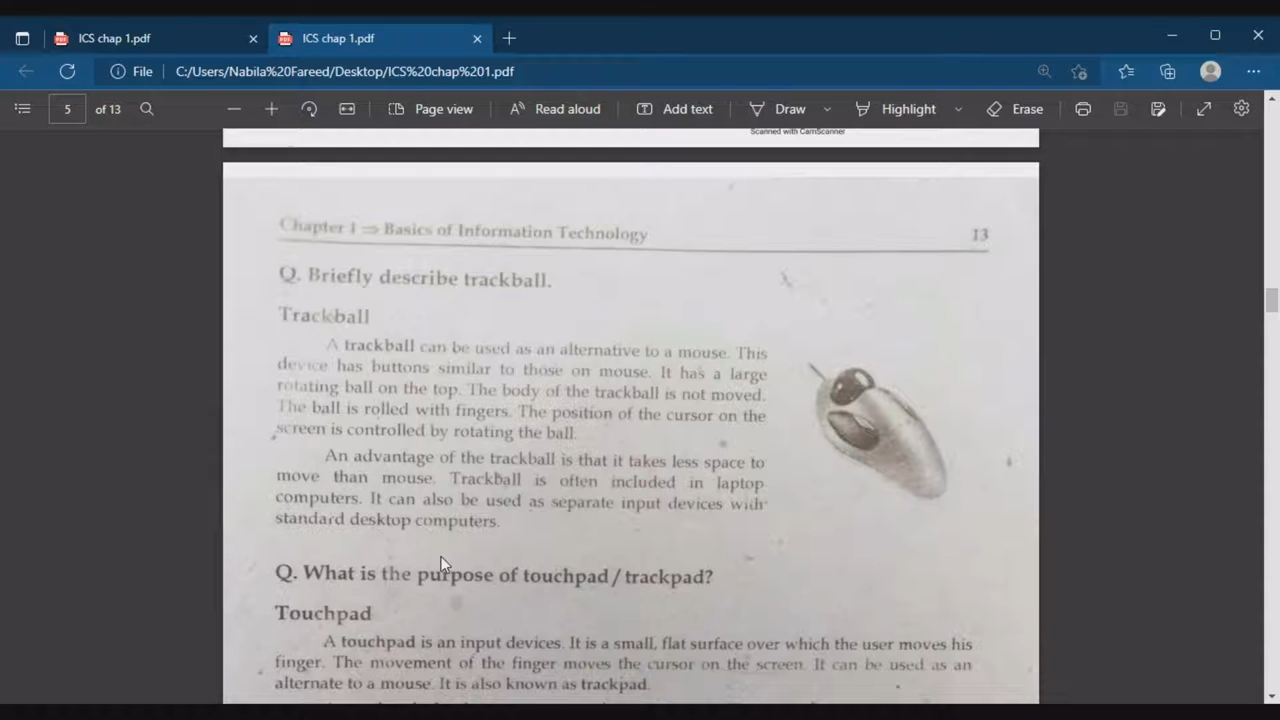 ICS chap 1.pdf
ICS chap 1.pdf
File
C:/Users/Nabila%20Fareed/Desktop/ICS%20chap%201.pdf
5 of 13
Page view
Read aloud
Add text
Draw
Highlight
Erase
Scanned with CamScanner
Chapter 1 ⇒ Basics of Information Technology 13
Q. Briefly describe trackball.
Trackball
A trackball can be used as an alternative to a mouse. This
device has buttons similar to those on mouse. It has a large
rotating ball on the top. The body of the trackball is not moved.
The ball is rolled with fingers. The position of the cursor on the
screen is controlled by rotating the ball.
An advantage of the trackball is that it takes less space to
move than mouse. Trackball is often included in laptop
computers. It can also be used as separate input devices with
standard desktop computers.
Q. What is the purpose of touchpad/trackpad?
Touchpad
A touchpad is an input devices. It is a small, flat surface over which the user moves his
finger. The movement of the finger moves the cursor on the screen. It can be used as an
alternate to a mouse. It is also known as trackpad.